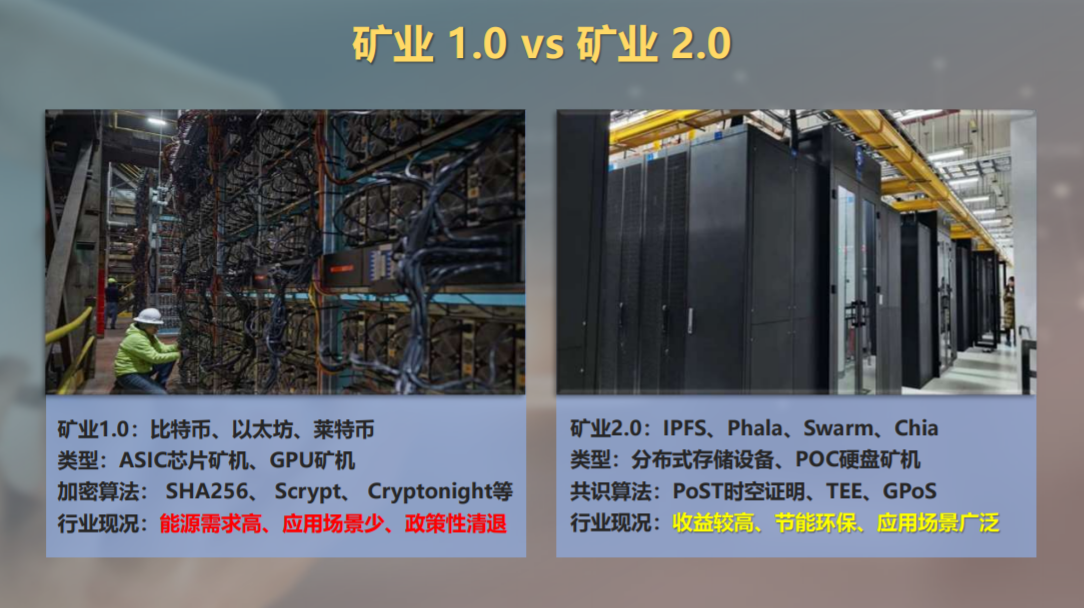 矿业 1.0 vs 矿业 2.0
矿业1.0：比特币、以太坊、莱特币
类型：ASIC芯片矿机、GPU矿机
加密算法： SHA256、 Scrypt、 Cryptonight等
行业现况：能源需求高、应用场景少、政策性清退
矿业2.0：IPFS、Phala、Swarm、Chia
类型：分布式存储设备、POC硬盘矿机
共识算法：PoST时空证明、TEE、GPoS
行业现况：收益较高、节能环保、应用场景广泛